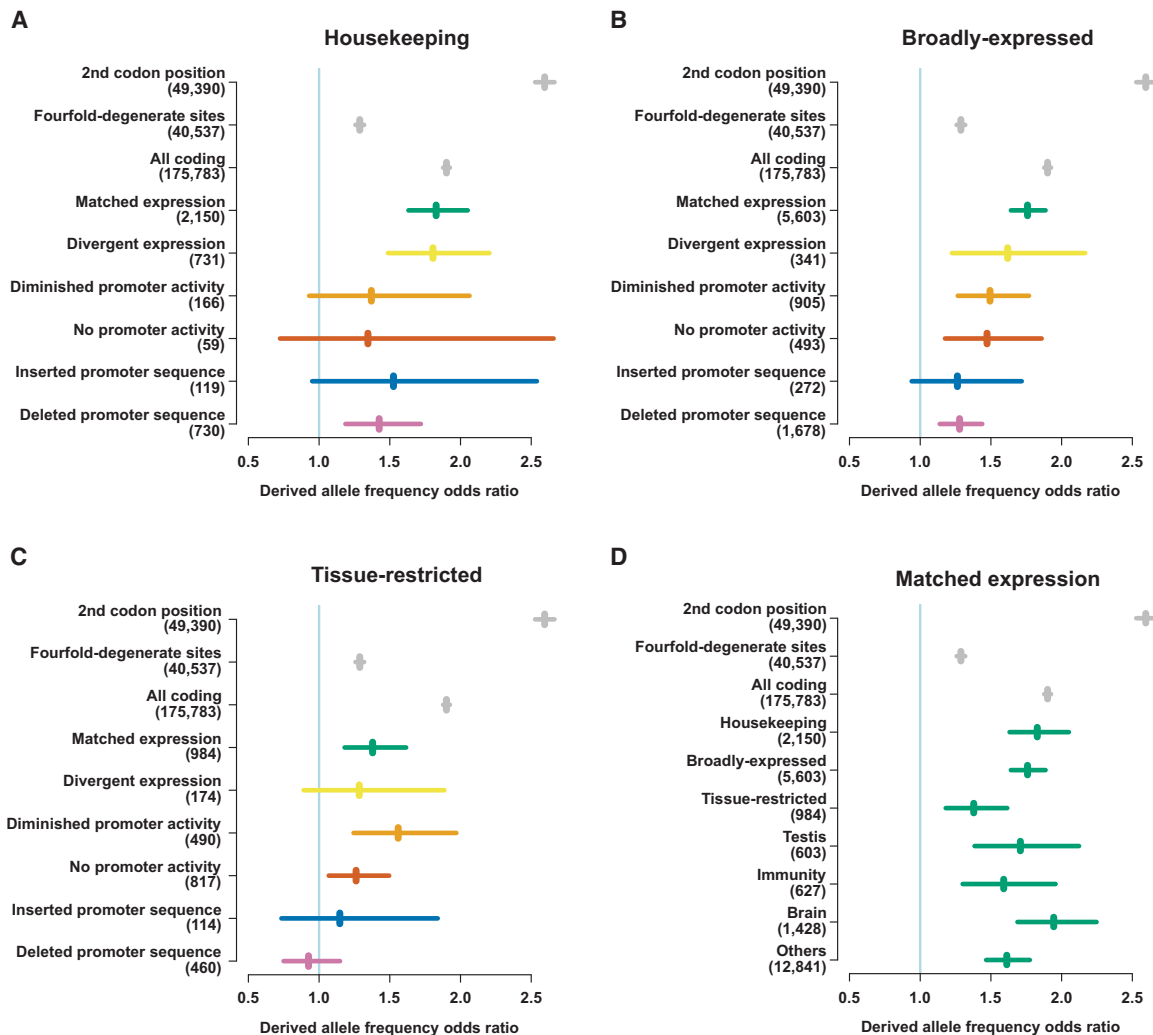 A
Housekeeping
2nd codon position
(49,390)
Fourfold-degenerate sites
(40,537)
All coding
(175,783)
Matched expression
(2,150)
Divergent expression
(731)
Diminished promoter activity
(166)
No promoter activity
(59)
Inserted promoter sequence
(119)
Deleted promoter sequence
(730)
0.5 1.0 1.5 2.0 2.5
Derived allele frequency odds ratio
B
Broadly-expressed
2nd codon position
(49,390)
Fourfold-degenerate sites
(40,537)
All coding
(175,783)
Matched expression
(5,603)
Divergent expression
(341)
Diminished promoter activity
(905)
No promoter activity
(493)
Inserted promoter sequence
(272)
Deleted promoter sequence
(1,678)
0.5 1.0 1.5 2.0 2.5
Derived allele frequency odds ratio
C
Tissue-restricted
2nd codon position
(49,390)
Fourfold-degenerate sites
(40,537)
All coding
(175,783)
Matched expression
(984)
Divergent expression
(174)
Diminished promoter activity
(490)
No promoter activity
(817)
Inserted promoter sequence
(114)
Deleted promoter sequence
(460)
0.5 1.0 1.5 2.0 2.5
Derived allele frequency odds ratio
D
Matched expression
2nd codon position
(49,390)
Fourfold-degenerate sites
(40,537)
All coding
(175,783)
Housekeeping
(2,150)
Broadly-expressed
(5,603)
Tissue-restricted
(984)
Testis
(603)
Immunity
(627)
Brain
(1,428)
Others
(12,841)
0.5 1.0 1.5 2.0 2.5
Derived allele frequency odds ratio